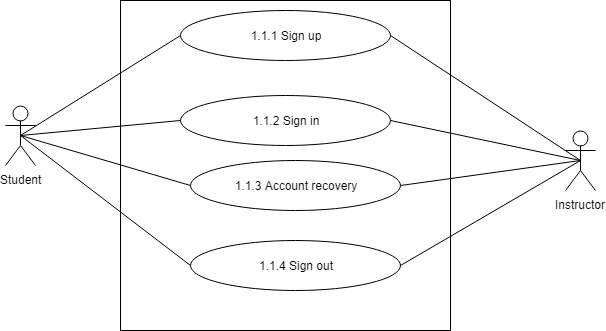 1.1.1 Sign up
1.1.2 Sign in
Student
1.1.3 Account recovery
Instructor
1.1.4 Sign out